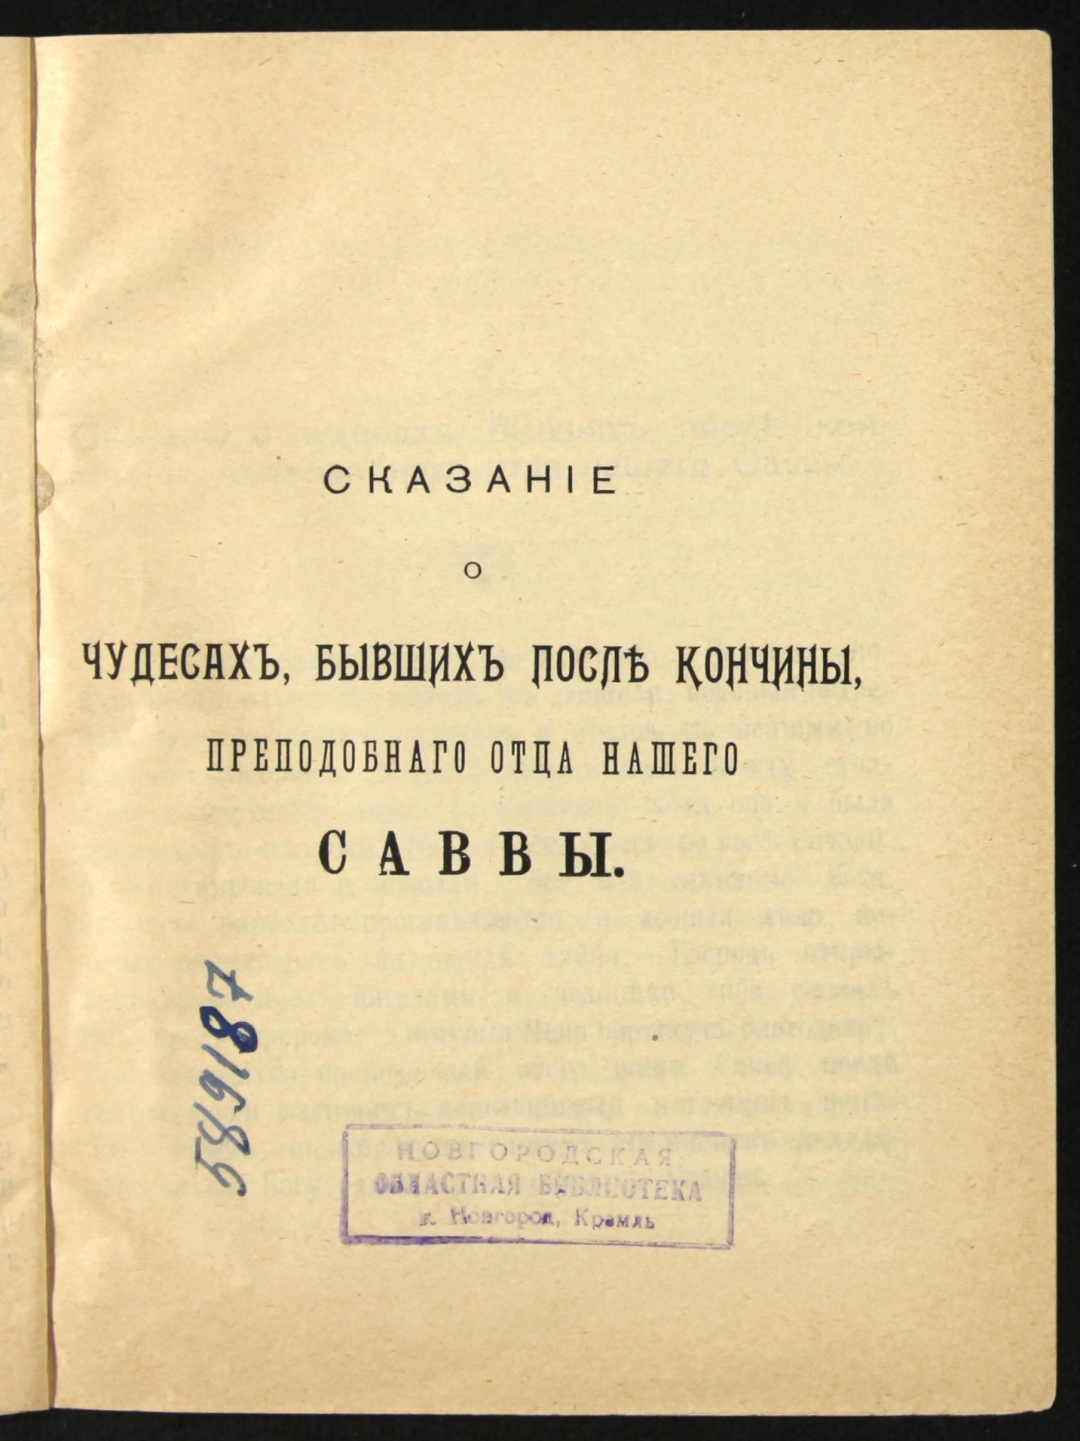 СКАЗАНІЕ
О
ЧУДЕСАХЪ, БЫВШИХЪ ПОСЛѢ КОНЧИНЫ,
ПРЕПОДОБНАГО ОТЦА НАШЕГО
САВВЫ.
589187
НОВГОРОДСКАЯ
ОБЛАСТНАЯ БИБЛИОТЕКА
г. Новгород, Кремль